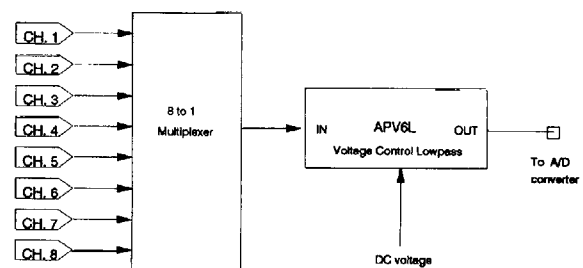 CH. 1
CH. 2
CH. 3
CH. 4
CH. 5
CH. 6
CH. 7
CH. 8
8 to 1
Multiplexer
IN APV6L OUT
Voltage Control Lowpass
To A/D
converter
DC voltage